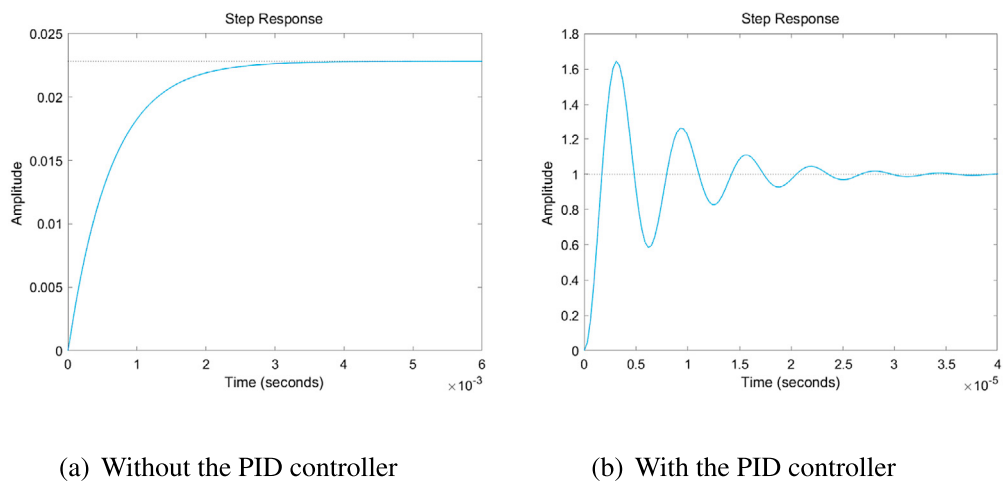 Step Response
0.025
0.02
0.015
0.01
0.005
0
Amplitude
0 1 2 3 4 5 6
Time (seconds)
×10-3
(a) Without the PID controller
Step Response
1.8
1.6
1.4
1.2
1
0.8
0.6
0.4
0.2
0
Amplitude
0 0.5 1 1.5 2 2.5 3 3.5 4
Time (seconds)
×10-5
(b) With the PID controller